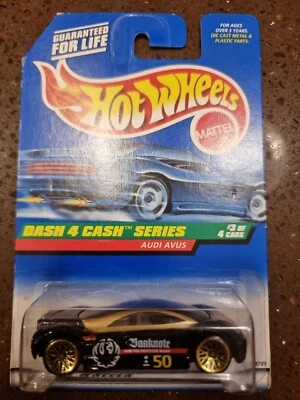 GUARANTEED
FOR LIFE
FOR AGES
OVER 3 YEARS.
DIE CAST METAL &
PLASTIC PARTS.
HOT WHEELS
MATTEL
DASH 4 CASH™ SERIES
AUDI AVUS
#3 OF
4 CARS
Banknote
50